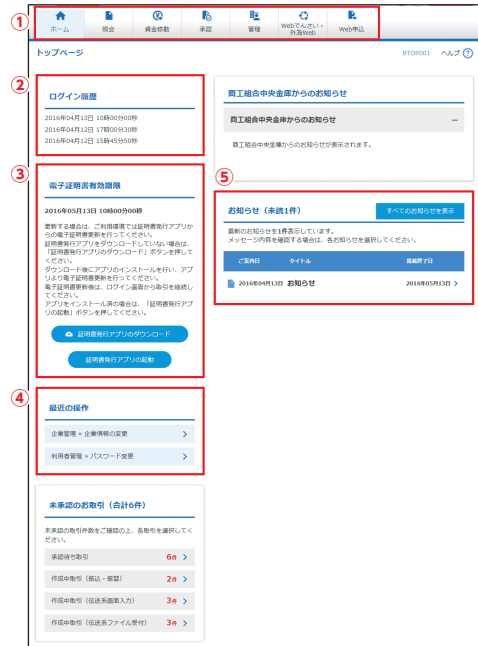 ①
ホーム
照会
資金移動
承認
管理
Webでんさい・
外為Web
Web申込
トップページ
BTOP001 ヘルプ ?
②
ログイン履歴
2016年04月13日 10時00分00秒
2016年04月12日 17時00分30秒
2016年04月12日 15時45分50秒
商工組合中央金庫からのお知らせ
商工組合中央金庫からのお知らせ −
商工組合中央金庫からのお知らせが表示されます。
③
電子証明書有効期限
2016年05月13日 10時00分00秒
更新する場合は、ご利用環境では証明書発行アプリか
らの電子証明書更新を行ってください。
証明書発行アプリをダウンロードしていない場合は、
「証明書発行アプリのダウンロード」ボタンを押して
ください。
ダウンロード後にアプリのインストールを行い、アプ
リより電子証明書更新を行ってください。
電子証明書更新後は、ログイン画面から取引を継続し
てください。
アプリをインストール済の場合は、「証明書発行アプ
リの起動」ボタンを押してください。
証明書発行アプリのダウンロード
証明書発行アプリの起動
⑤
お知らせ（未読1件）
すべてのお知らせを表示
最新のお知らせを1件表示しています。
メッセージ内容を確認する場合は、各お知らせを選択してください。
ご案内日 タイトル 掲載終了日
2016年04月13日 お知らせ 2016年05月13日
④
最近の操作
企業管理 » 企業情報の変更
利用者管理 » パスワード変更
未承認のお取引（合計6件）
未承認の取引件数をご確認の上、各取引を選択してく
ださい。
承認待ち取引 6件
作成中取引（振込・振替） 2件
作成中取引（伝送系画面入力） 3件
作成中取引（伝送系ファイル受付） 3件